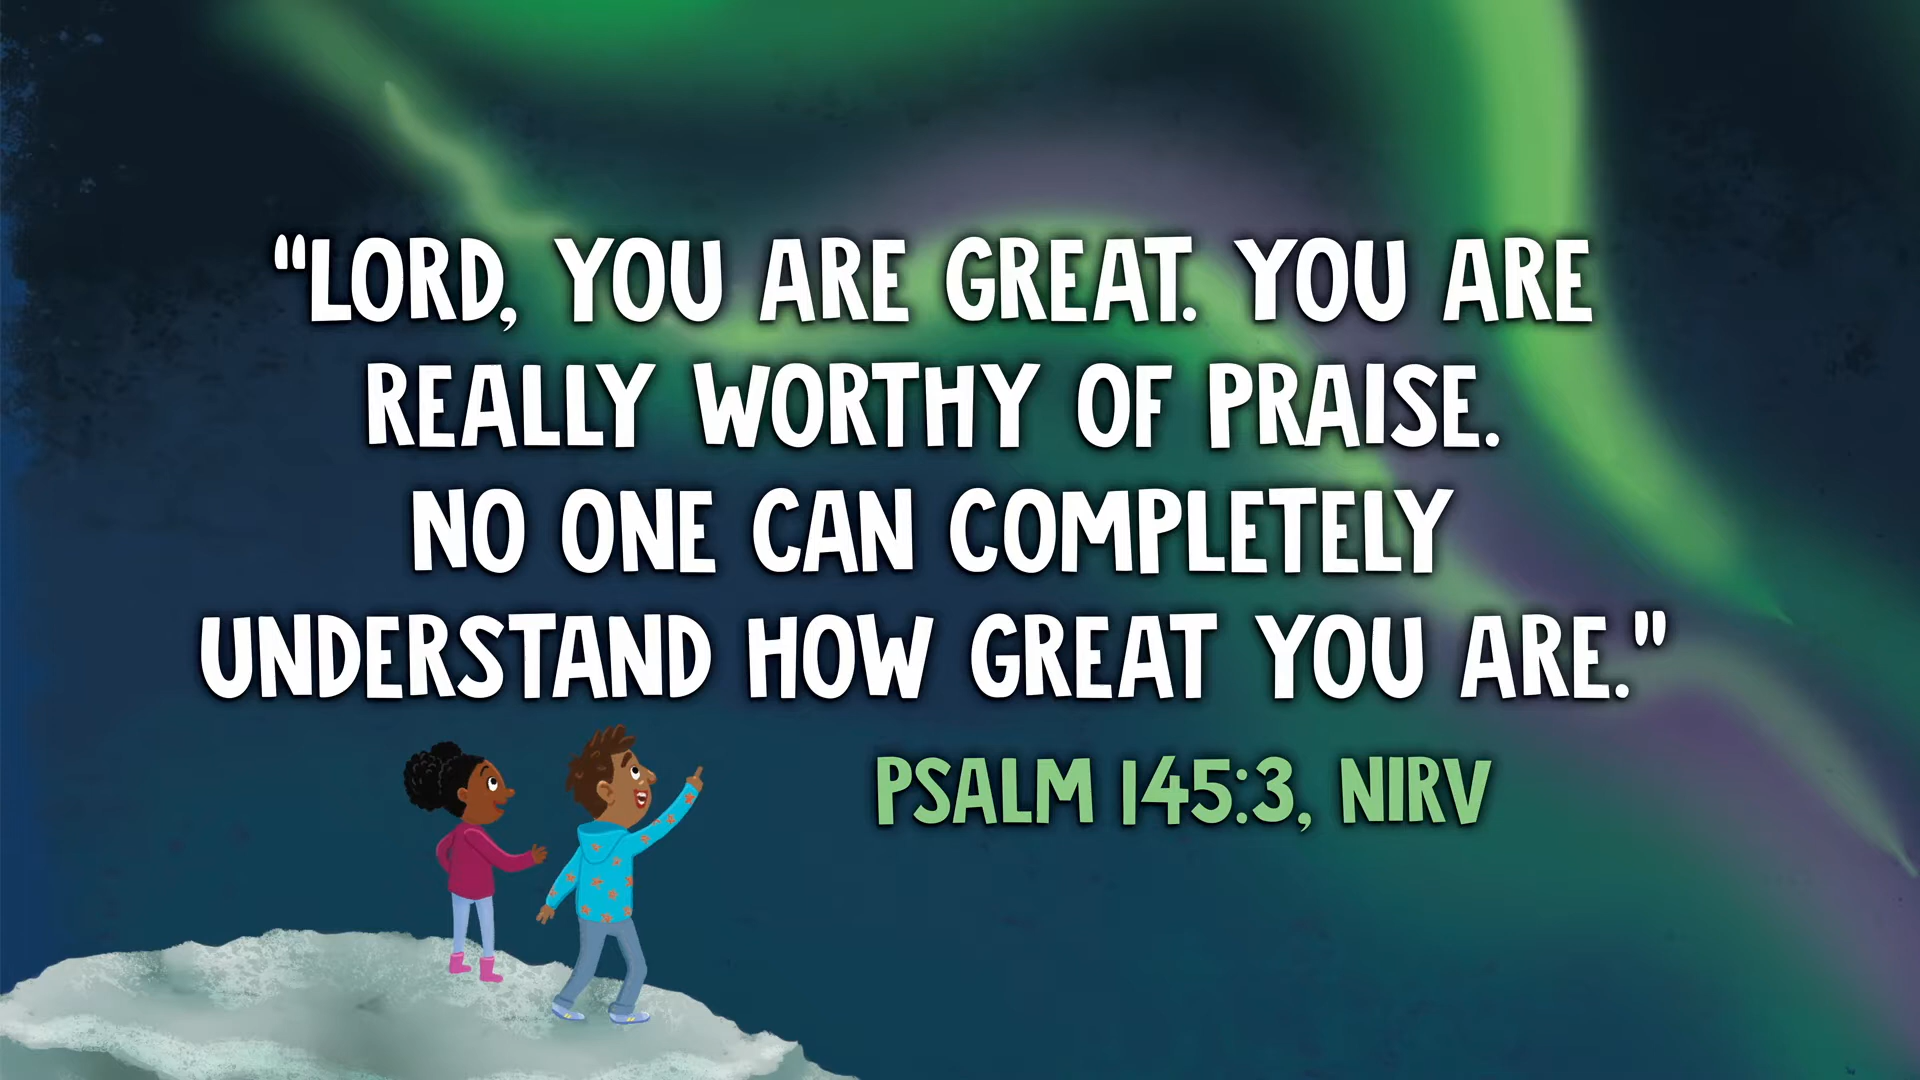 “LORD, YOU ARE GREAT. YOU ARE
REALLY WORTHY OF PRAISE.
NO ONE CAN COMPLETELY
UNDERSTAND HOW GREAT YOU ARE.”
PSALM 145:3, NIRV